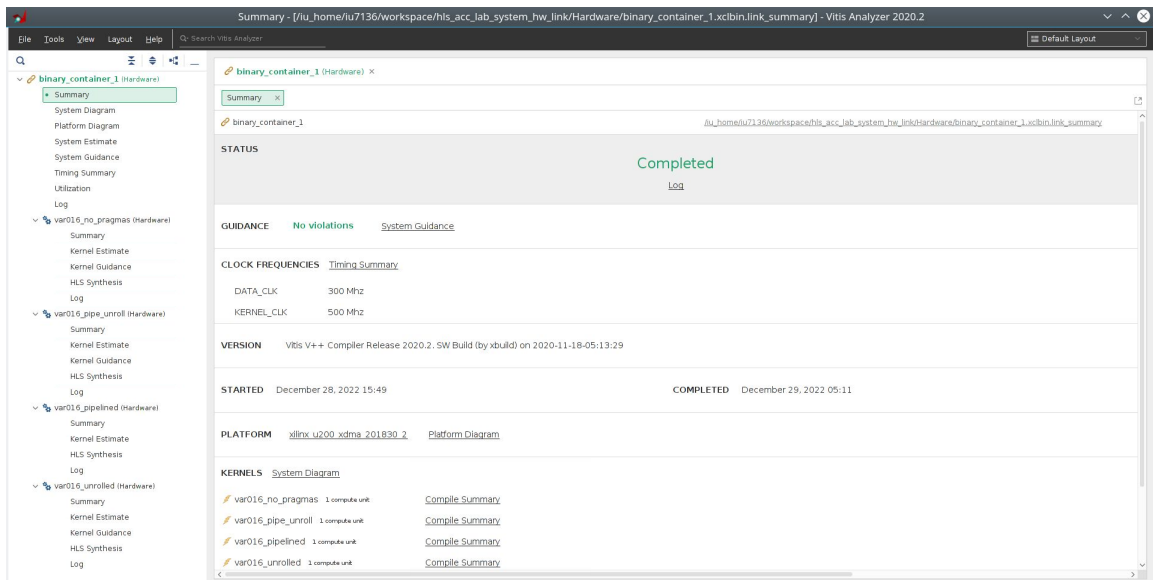 Summary - [/iu_home/iu7136/workspace/hls_acc_lab_system_hw_link/Hardware/binary_container_1.xclbin.link_summary] - Vitis Analyzer 2020.2
File Tools View Layout Help Search Vitis Analyzer Default Layout
binary_container_1 (Hardware)
Summary
System Diagram
Platform Diagram
System Estimate
System Guidance
Timing Summary
Utilization
Log
var016_no_pragmas (Hardware)
Summary
Kernel Estimate
Kernel Guidance
HLS Synthesis
Log
var016_pipe_unroll (Hardware)
Summary
Kernel Estimate
Kernel Guidance
HLS Synthesis
Log
var016_pipelined (Hardware)
Summary
Kernel Estimate
HLS Synthesis
Log
var016_unrolled (Hardware)
Summary
Kernel Estimate
Kernel Guidance
HLS Synthesis
Log
binary_container_1 (Hardware) ×
Summary ×
binary_container_1 /iu_home/iu7136/workspace/hls_acc_lab_system_hw_link/Hardware/binary_container_1.xclbin.link_summary
STATUS
Completed
Log
GUIDANCE No violations System Guidance
CLOCK FREQUENCIES Timing Summary
DATA_CLK 300 Mhz
KERNEL_CLK 500 Mhz
VERSION Vitis V++ Compiler Release 2020.2. SW Build (by xbuild) on 2020-11-18-05:13:29
STARTED December 28, 2022 15:49 COMPLETED December 29, 2022 05:11
PLATFORM xilinx_u200_xdma_201830_2 Platform Diagram
KERNELS System Diagram
var016_no_pragmas 1 compute unit Compile Summary
var016_pipe_unroll 1 compute unit Compile Summary
var016_pipelined 1 compute unit Compile Summary
var016_unrolled 1 compute unit Compile Summary